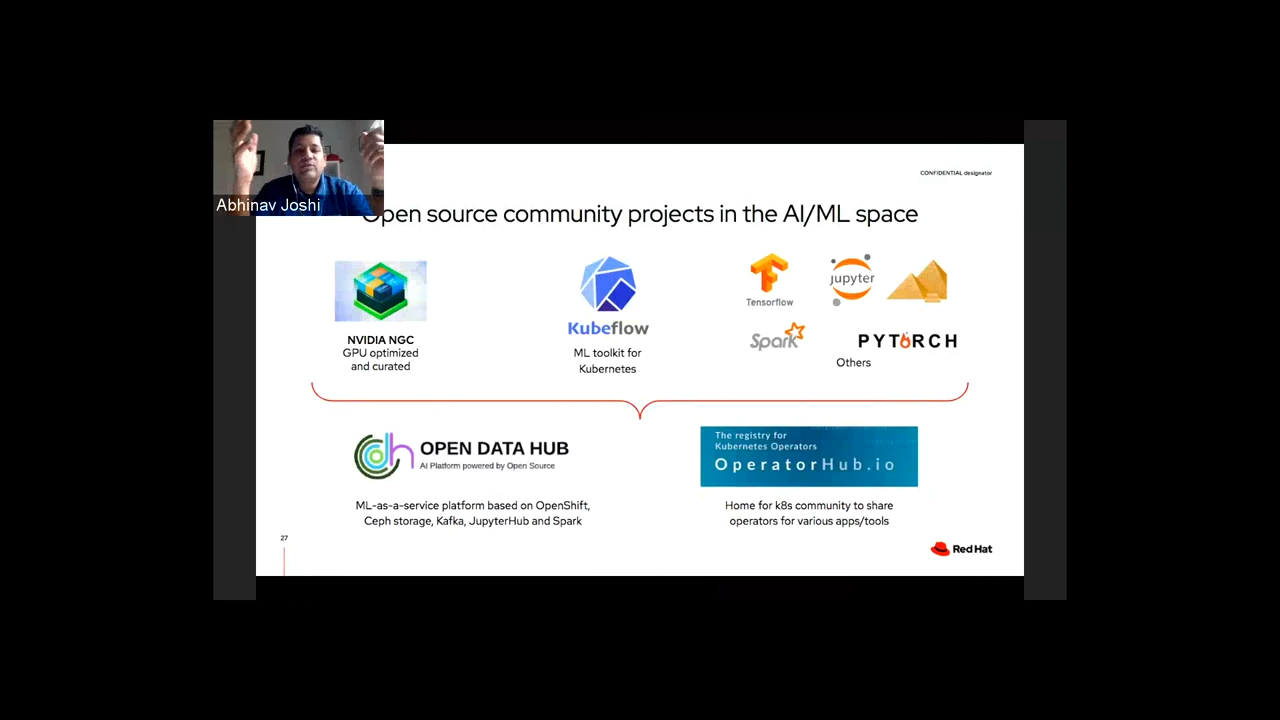 CONFIDENTIAL designator
Abhinav Joshi
Open source community projects in the AI/ML space
NVIDIA NGC
GPU optimized
and curated
Kubeflow
ML toolkit for
Kubernetes
Tensorflow
jupyter
Spark
PYTORCH
Others
OPEN DATA HUB
AI Platform powered by Open Source
ML-as-a-service platform based on OpenShift,
Ceph storage, Kafka, JupyterHub and Spark
The registry for
Kubernetes Operators
OperatorHub.io
Home for k8s community to share
operators for various apps/tools
27
Red Hat